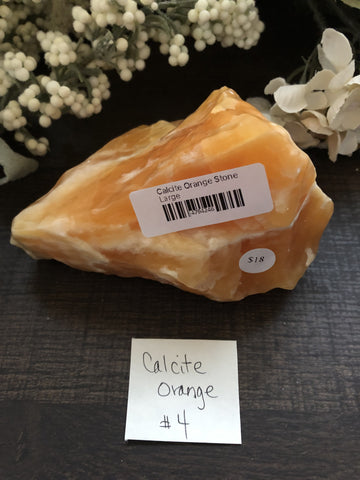 Calcite Orange Stone
Large
$18
Calcite
Orange
#4